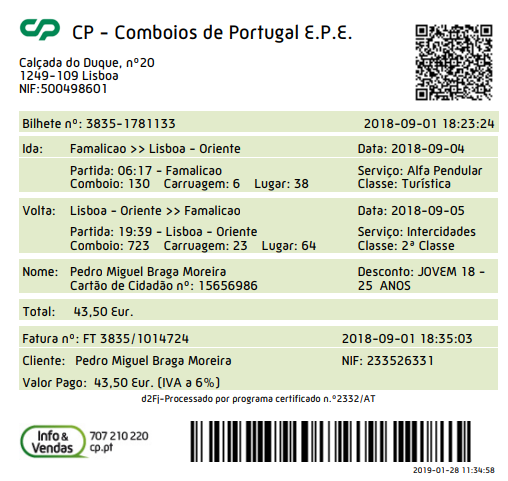 CP CP - Comboios de Portugal E.P.E.
Calçada do Duque, nº20
1249-109 Lisboa
NIF:500498601
Bilhete nº: 3835-1781133 2018-09-01 18:23:24
Ida: Famalicao >> Lisboa - Oriente Data: 2018-09-04
Partida: 06:17 - Famalicao Serviço: Alfa Pendular
Comboio: 130 Carruagem: 6 Lugar: 38 Classe: Turística
Volta: Lisboa - Oriente >> Famalicao Data: 2018-09-05
Partida: 19:39 - Lisboa - Oriente Serviço: Intercidades
Comboio: 723 Carruagem: 23 Lugar: 64 Classe: 2ª Classe
Nome: Pedro Miguel Braga Moreira Desconto: JOVEM 18 -
Cartão de Cidadão nº: 15656986 25 ANOS
Total: 43,50 Eur.
Fatura nº: FT 3835/1014724 2018-09-01 18:35:03
Cliente: Pedro Miguel Braga Moreira NIF: 233526331
Valor Pago: 43,50 Eur. (IVA a 6%)
d2Fj-Processado por programa certificado n.º2332/AT
Info & Vendas 707 210 220
cp.pt
2019-01-28 11:34:58